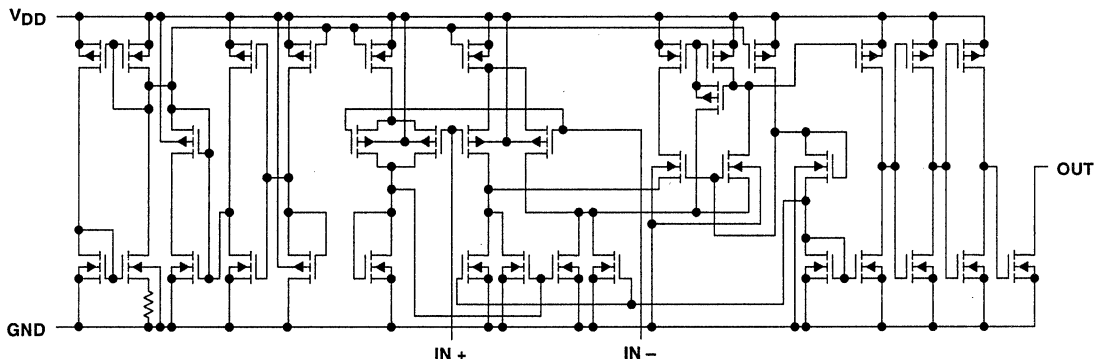 VDD
OUT
GND
IN +
IN –